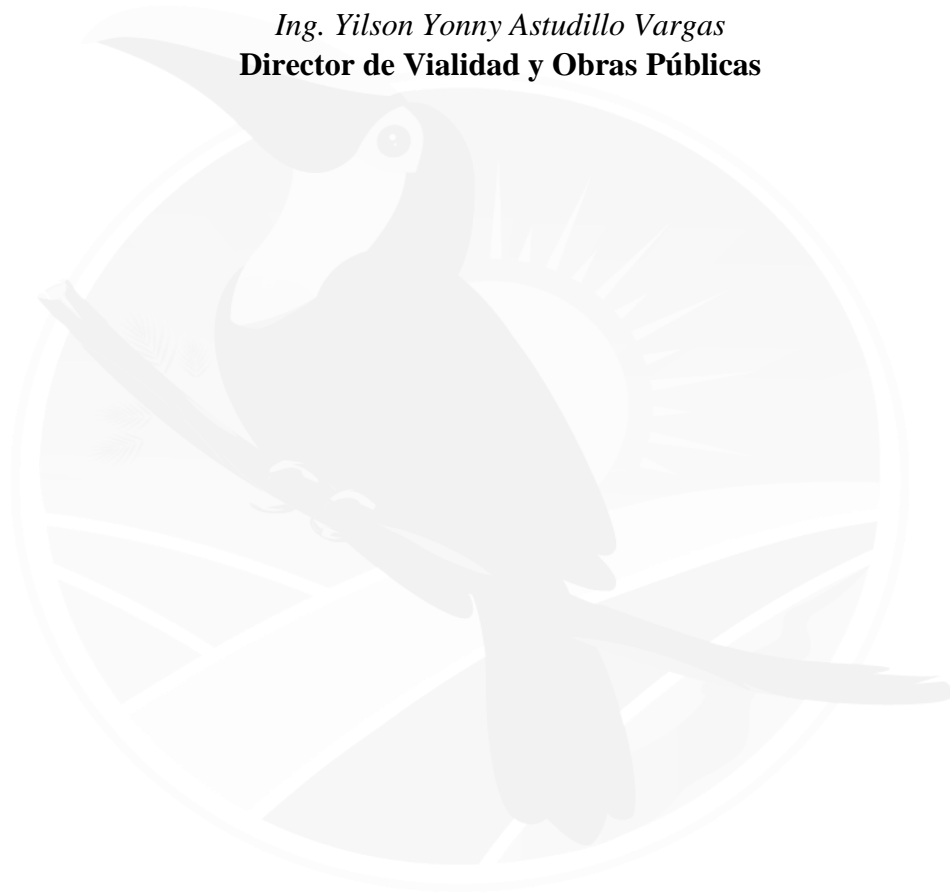 Ing. Yilson Yonny Astudillo Vargas
Director de Vialidad y Obras Públicas